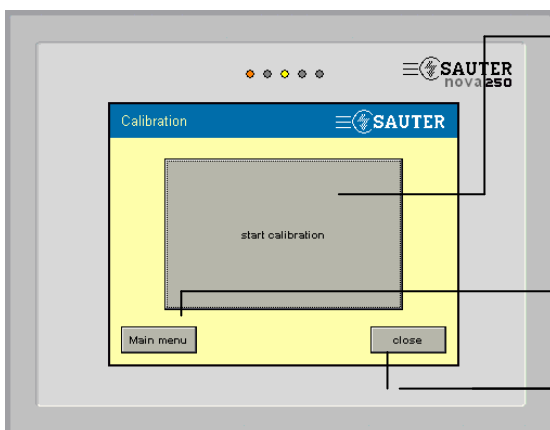 SAUTER
nova250
Calibration
SAUTER
start calibration
Main menu
close